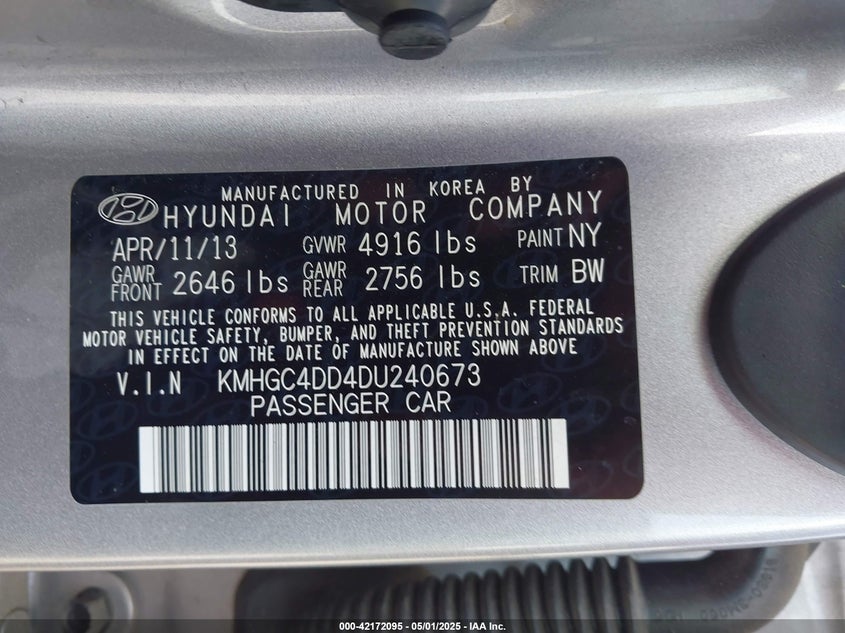 MANUFACTURED IN KOREA BY
HYUNDAI MOTOR COMPANY
APR/11/13 GVWR 4916 lbs PAINT NY
GAWR FRONT 2646 lbs GAWR REAR 2756 lbs TRIM BW
THIS VEHICLE CONFORMS TO ALL APPLICABLE U.S.A. FEDERAL
MOTOR VEHICLE SAFETY, BUMPER, AND THEFT PREVENTION STANDARDS
IN EFFECT ON THE DATE OF MANUFACTURE SHOWN ABOVE
V.I.N KMHGC4DD4DU240673
PASSENGER CAR
000-42172095 - 05/01/2025 - IAA Inc.